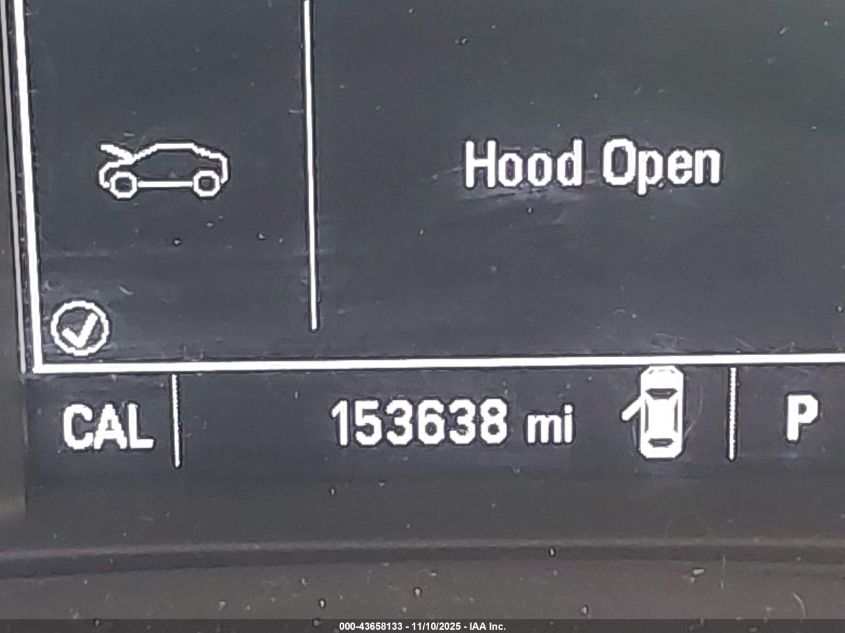 Hood Open
CAL 153638 mi P
000-43658133 - 11/10/2025 - IAA Inc.